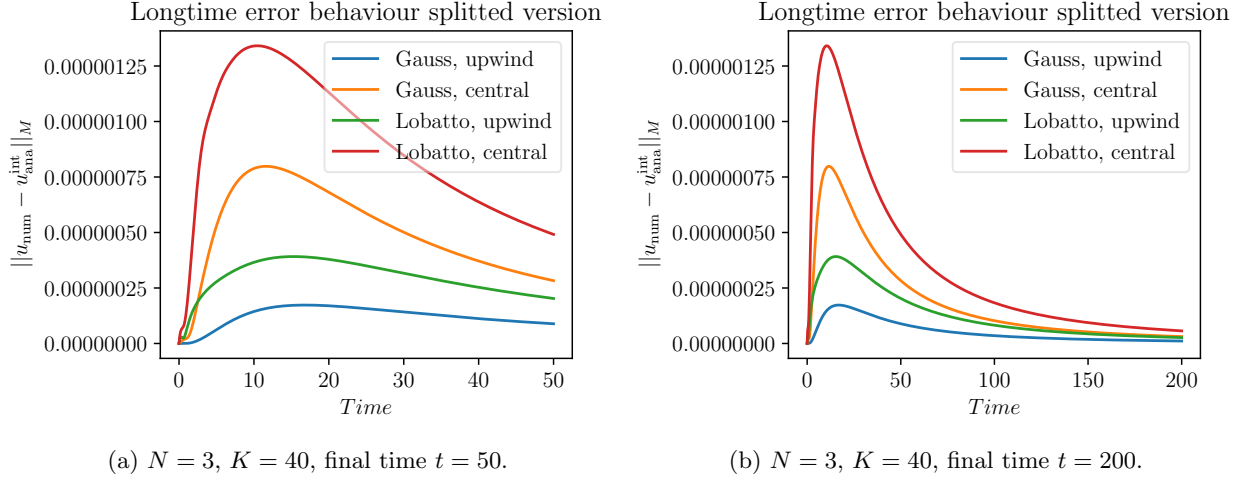 Longtime error behaviour splitted version
||u_num − u_ana^int||_M
0.00000125
0.00000100
0.00000075
0.00000050
0.00000025
0.00000000
Gauss, upwind
Gauss, central
Lobatto, upwind
Lobatto, central
0 10 20 30 40 50
Time
(a) N = 3, K = 40, final time t = 50.
Longtime error behaviour splitted version
||u_num − u_ana^int||_M
0.00000125
0.00000100
0.00000075
0.00000050
0.00000025
0.00000000
Gauss, upwind
Gauss, central
Lobatto, upwind
Lobatto, central
0 50 100 150 200
Time
(b) N = 3, K = 40, final time t = 200.